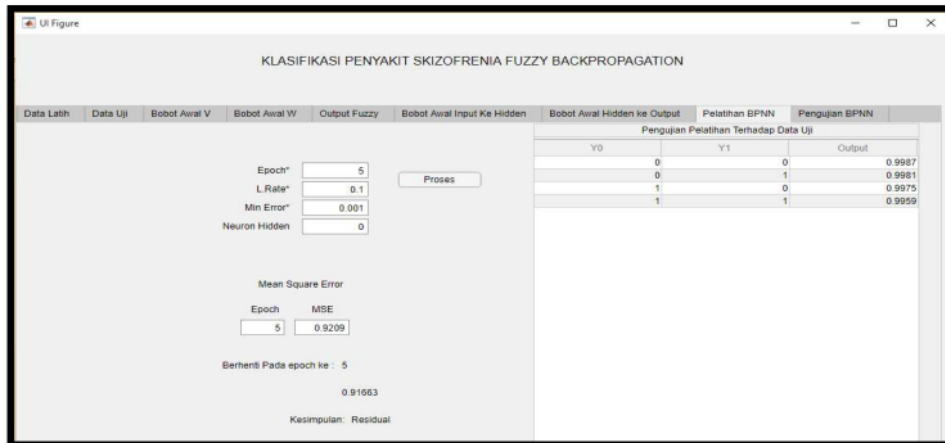 UI Figure
KLASIFIKASI PENYAKIT SKIZOFRENIA FUZZY BACKPROPAGATION
Data Latih Data Uji Bobot Awal V Bobot Awal W Output Fuzzy Bobot Awal Input Ke Hidden Bobot Awal Hidden ke Output Pelatihan BPNN Pengujian BPNN
Epoch* 5
Proses
L.Rate* 0.1
Min Error* 0.001
Neuron Hidden 0
Mean Square Error
Epoch MSE
5 0.9209
Berhenti Pada epoch ke : 5
0.91663
Kesimpulan: Residual
Pengujian Pelatihan Terhadap Data Uji
Y0 Y1 Output
0 0 0.9987
0 1 0.9981
1 0 0.9975
1 1 0.9959